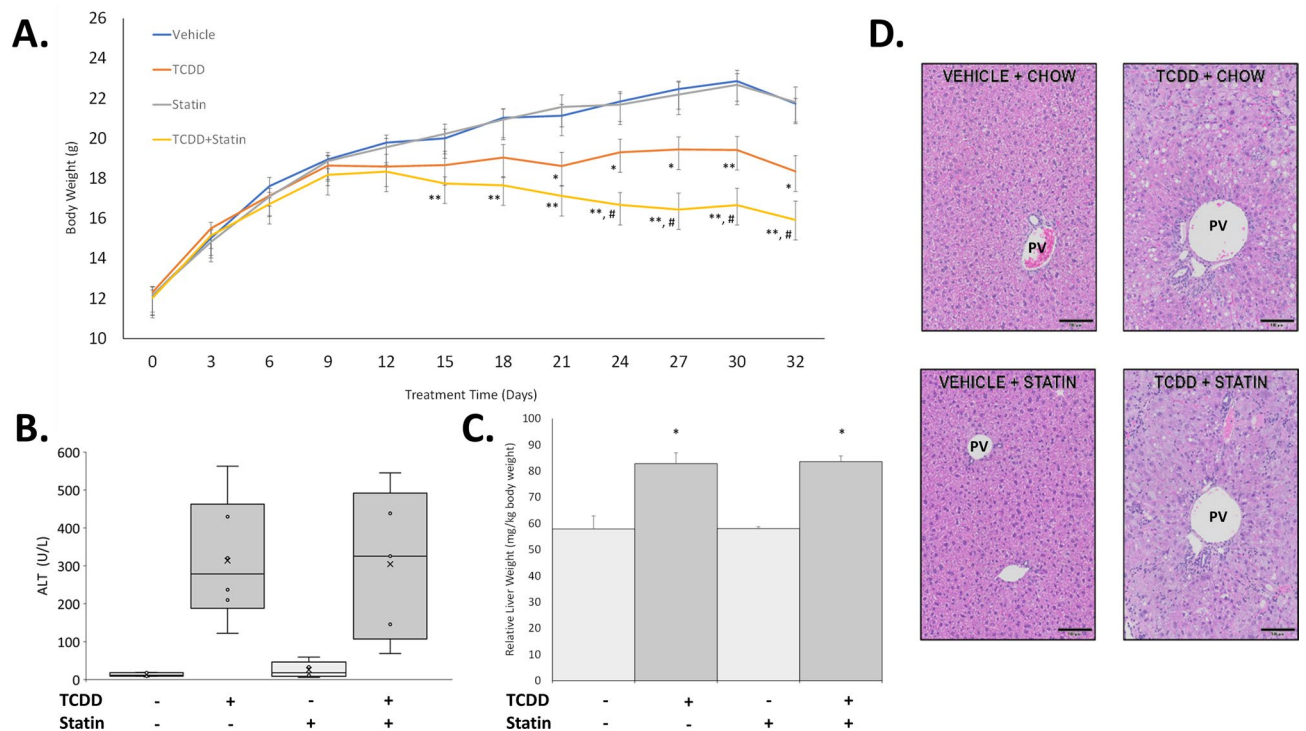 A.
26
24
22
20
18
16
14
12
10
Body Weight (g)
Vehicle
TCDD
Statin
TCDD+Statin
** ** * ** * **, # * **, # ** **, # * **, #
0 3 6 9 12 15 18 21 24 27 30 32
Treatment Time (Days)
B.
600
500
400
300
200
100
0
ALT (U/L)
TCDD - + - +
Statin - - + +
C.
100
90
80
70
60
50
40
30
20
10
0
Relative Liver Weight (mg/kg body weight)
* *
TCDD - + - +
Statin - - + +
D.
VEHICLE + CHOW
PV
TCDD + CHOW
PV
VEHICLE + STATIN
PV
TCDD + STATIN
PV